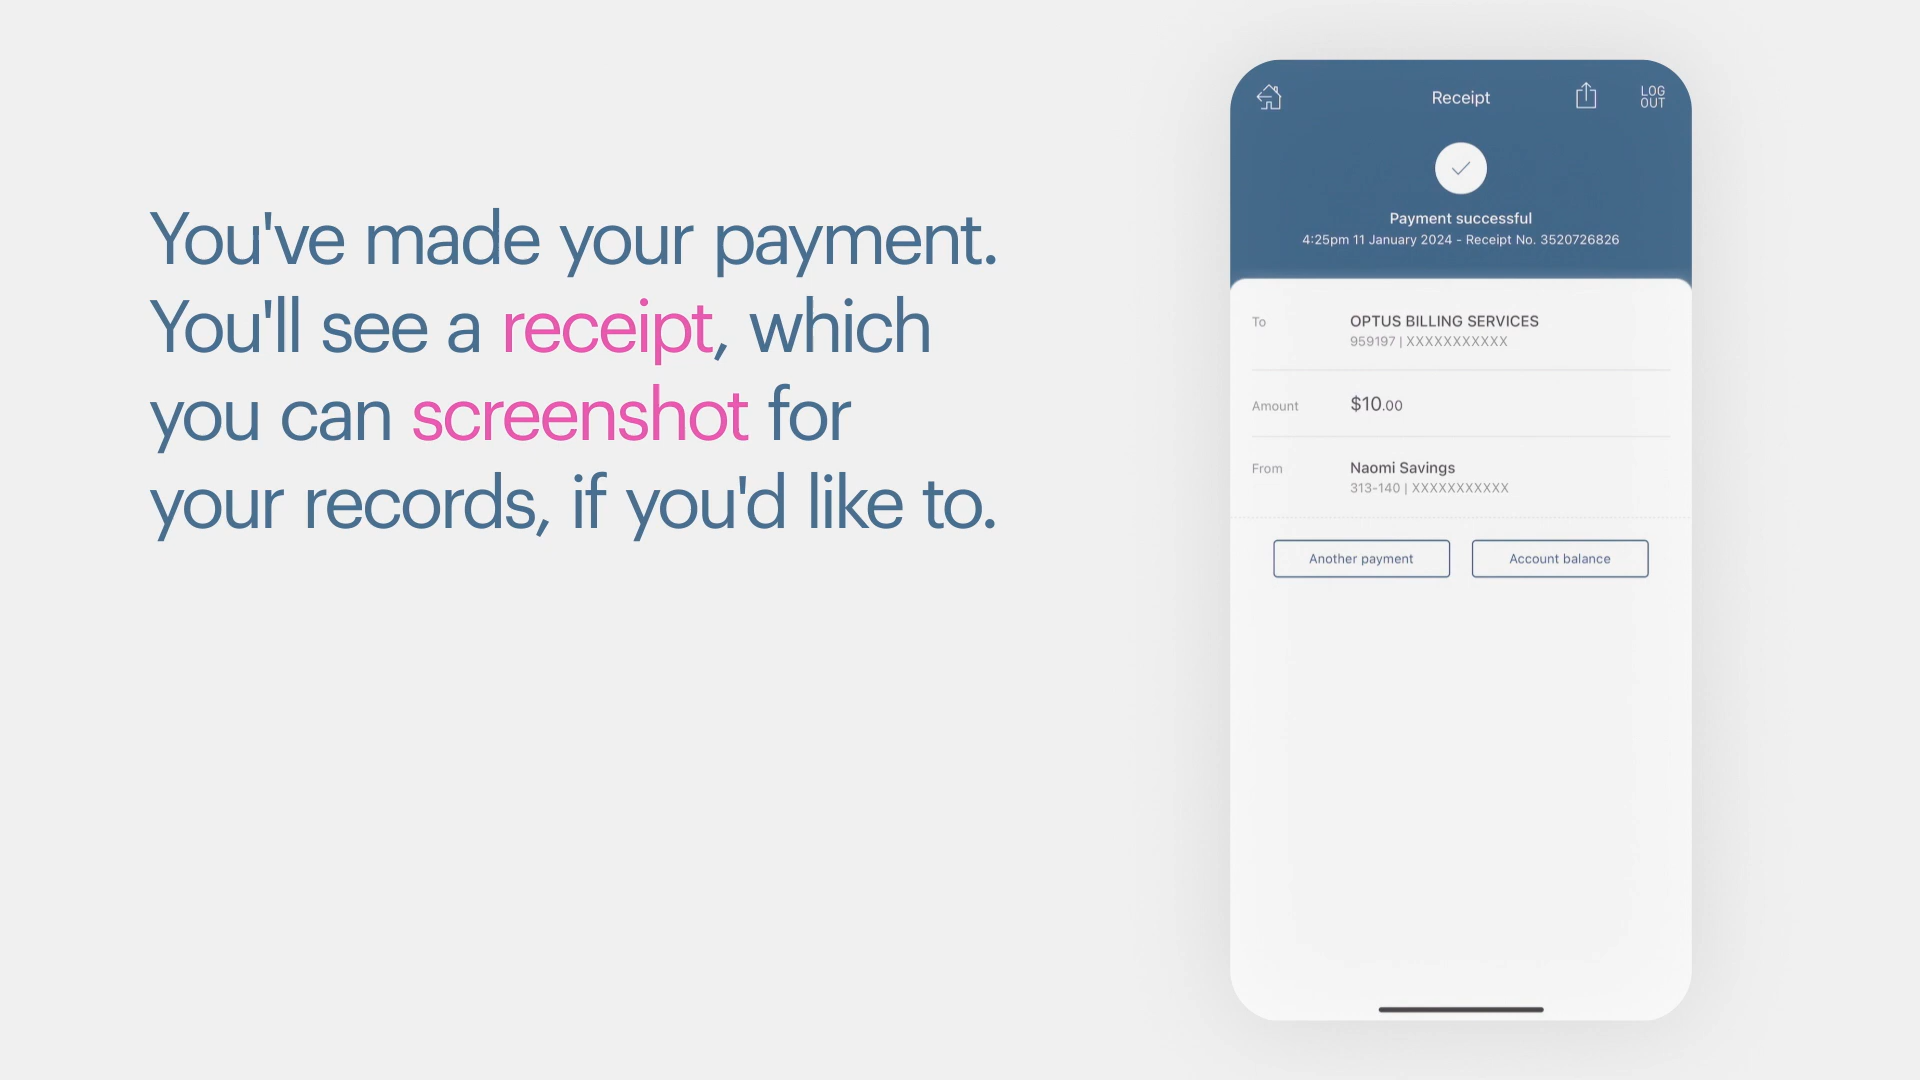 You've made your payment.
You'll see a receipt, which
you can screenshot for
your records, if you'd like to.
Receipt
LOG
OUT
Payment successful
4:25pm 11 January 2024 - Receipt No. 3520726826
To
OPTUS BILLING SERVICES
959197 | XXXXXXXXXXX
Amount
$10.00
From
Naomi Savings
313-140 | XXXXXXXXXXX
Another payment
Account balance